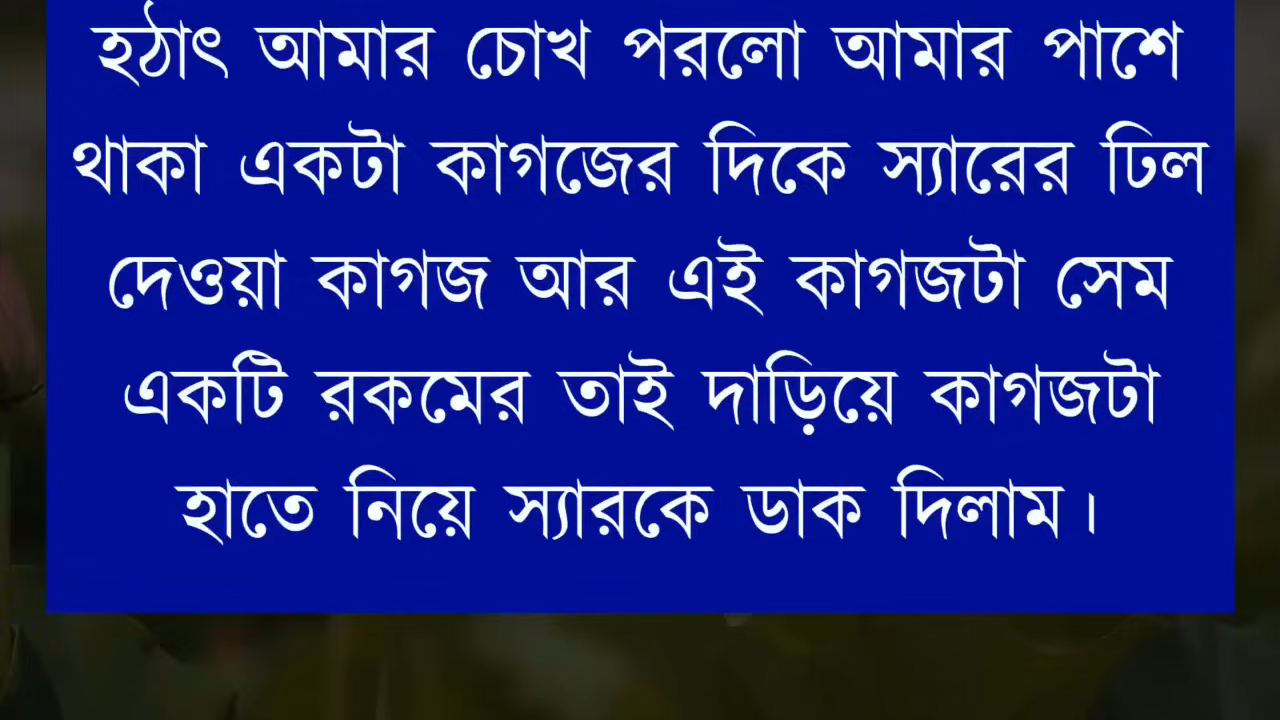 হঠাৎ আমার চোখ পরলো আমার পাশে
থাকা একটা কাগজের দিকে স্যারের ঢিল
দেওয়া কাগজ আর এই কাগজটা সেম
একটি রকমের তাই দাড়িয়ে কাগজটা
হাতে নিয়ে স্যারকে ডাক দিলাম।